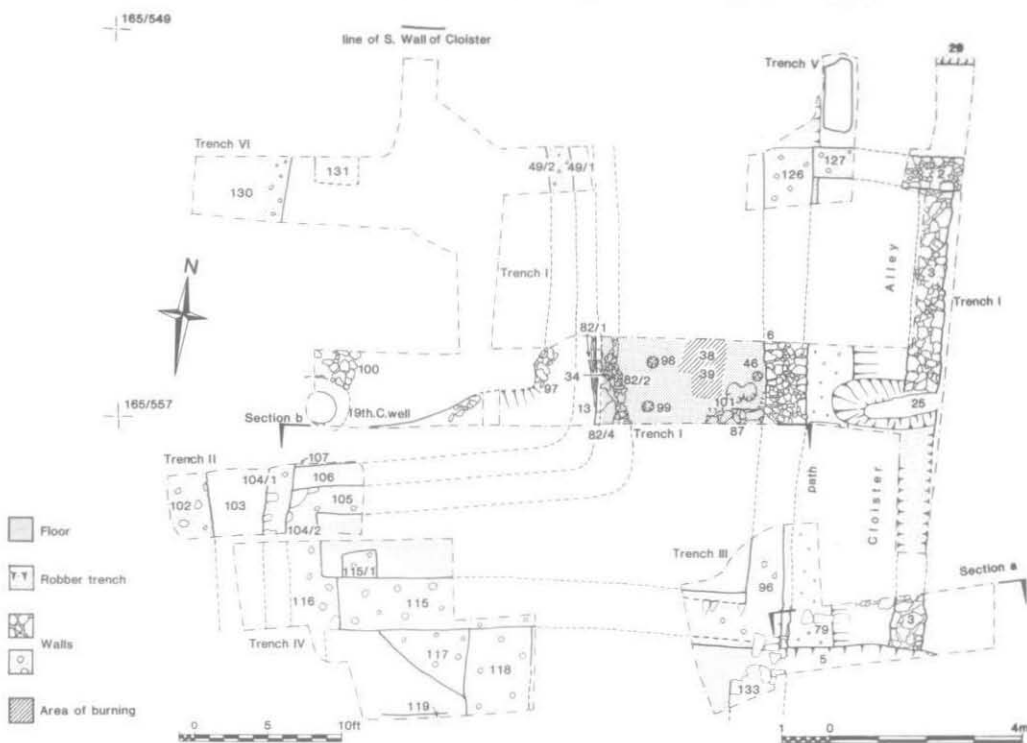 165/549
line of S. Wall of Cloister
29
Trench V
Trench VI
49/2
49/1
131
130
126
127
2
N
Trench I
Alley
3
Trench I
82/1
6
98
38
46
100
34
39
97
82/2
101
165/557
19th.C.well
13
99
25
Section b
82/4
Trench I
87
Trench II
107
104/1
106
path
102
103
105
Cloister
104/2
Floor
Trench III
115/1
96
Section a
Robber trench
116
115
79
3
Trench IV
Walls
117
118
5
133
Area of burning
119
0 5 10ft
1 0 4m